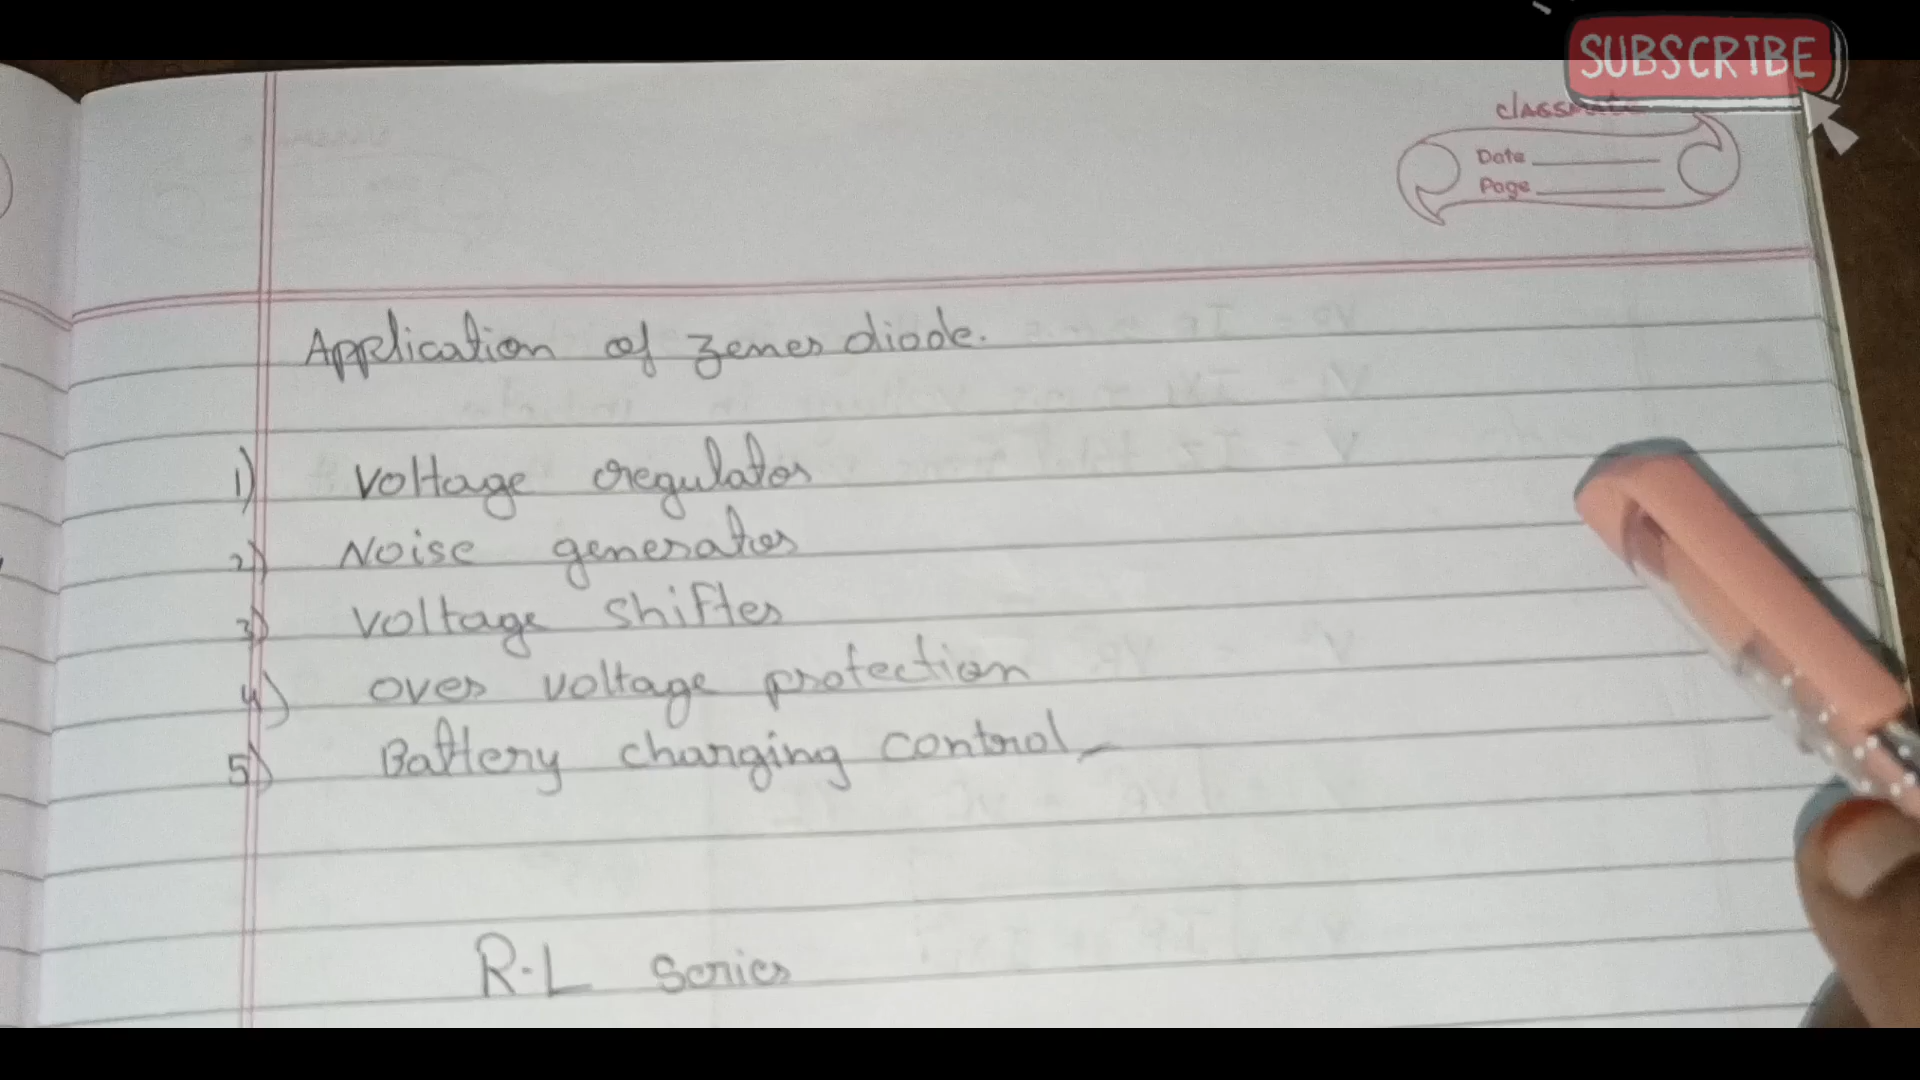 SUBSCRIBE
classmate
Date
Page
Application of zener diode.
1) Voltage regulator
2) Noise generator
3) Voltage shifter
4) over voltage protection
5) Battery charging control
R-L Series